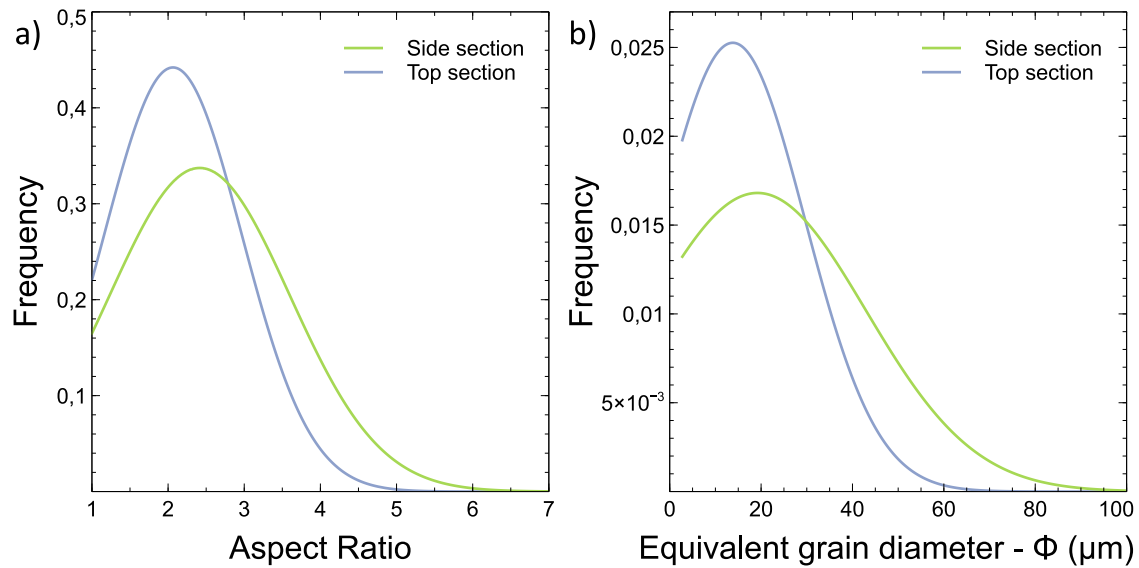 a)
0,5
0,4
0,3
0,2
0,1
Frequency
Side section
Top section
1 2 3 4 5 6 7
Aspect Ratio
b)
0,025
0,02
0,015
0,01
5×10⁻³
Frequency
Side section
Top section
0 20 40 60 80 100
Equivalent grain diameter - Φ (µm)